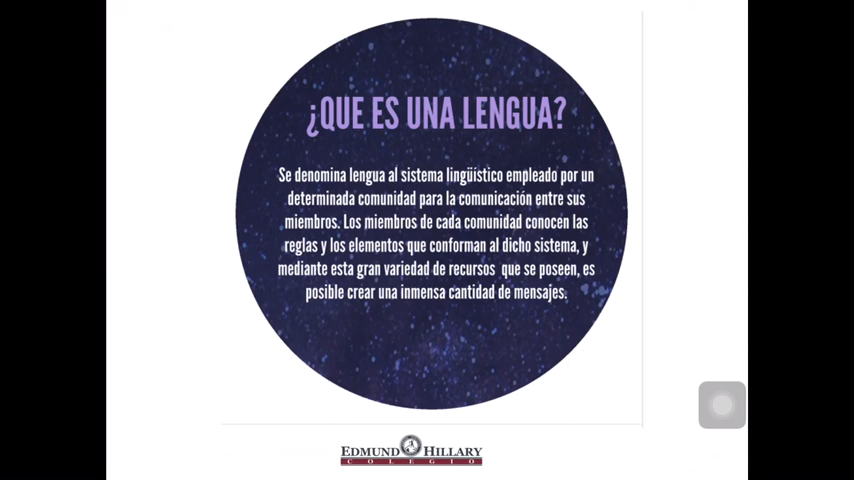 ¿QUE ES UNA LENGUA?
Se denomina lengua al sistema lingüístico empleado por un
determinada comunidad para la comunicación entre sus
miembros. Los miembros de cada comunidad conocen las
reglas y los elementos que conforman al dicho sistema, y
mediante esta gran variedad de recursos que se poseen, es
posible crear una inmensa cantidad de mensajes.
EDMUND HILLARY
COLEGIO